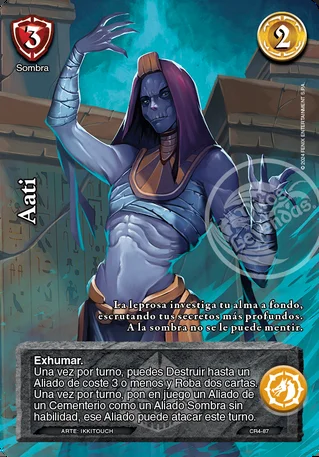 3
2
Sombra
© 2024 FENIX ENTERTAINMENT S.P.A.
Aati
Mitos y
Leyendas
La leprosa investiga tu alma a fondo,
escrutando tus secretos más profundos.
A la sombra no se le puede mentir.
Exhumar.
Una vez por turno, puedes Destruir hasta un
Aliado de coste 3 o menos y Roba dos cartas.
Una vez por turno, pon en juego un Aliado de
un Cementerio como un Aliado Sombra sin
habilidad, ese Aliado puede atacar este turno.
ARTE: IKKITOUCH
CR4-87